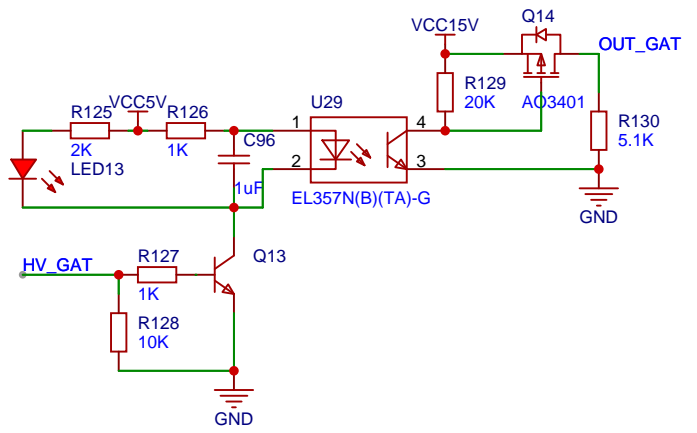 Q14
VCC15V
OUT_GAT
R129
20K
AO3401
U29
R125
VCC5V
R126
2K
1K
LED13
C96
1uF
1
2
4
3
EL357N(B)(TA)-G
R130
5.1K
GND
HV_GAT
R127
1K
Q13
R128
10K
GND